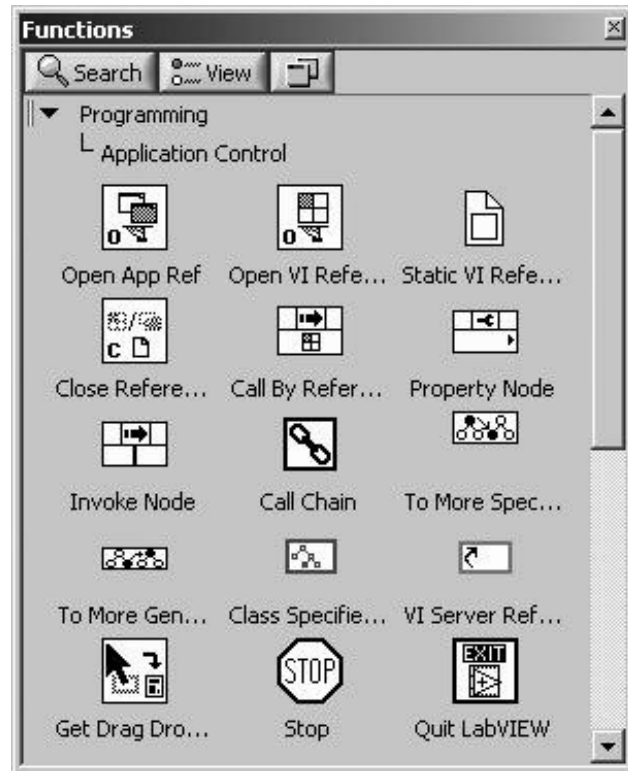 Functions
Search View
Programming
Application Control
O O
Open App Ref Open VI Refe... Static VI Refe...
C
Close Refere... Call By Refer... Property Node
Invoke Node Call Chain To More Spec...
To More Gen... Class Specifie... VI Server Ref...
STOP EXIT
Get Drag Dro... Stop Quit LabVIEW